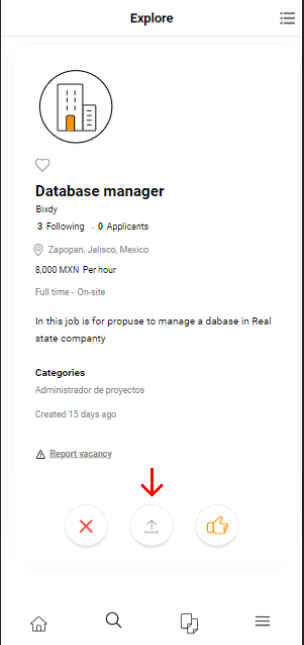 Explore
Database manager
Bixdy
3 Following . 0 Applicants
Zapopan, Jalisco, Mexico
8,000 MXN Per hour
Full time - On-site
In this job is for propuse to manage a dabase in Real
state companty
Categories
Administrador de proyectos
Created 15 days ago
Report vacancy